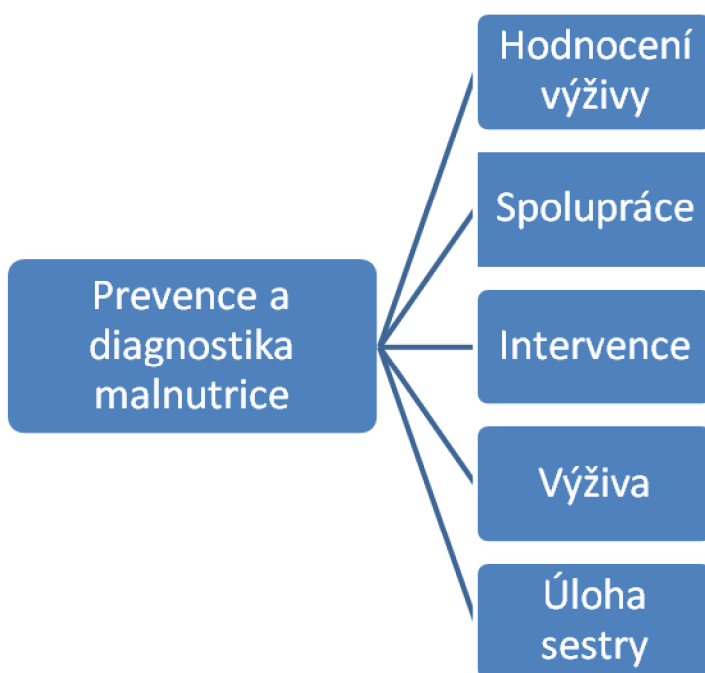 Prevence a
diagnostika
malnutrice
Hodnocení
výživy
Spolupráce
Intervence
Výživa
Úloha
sestry